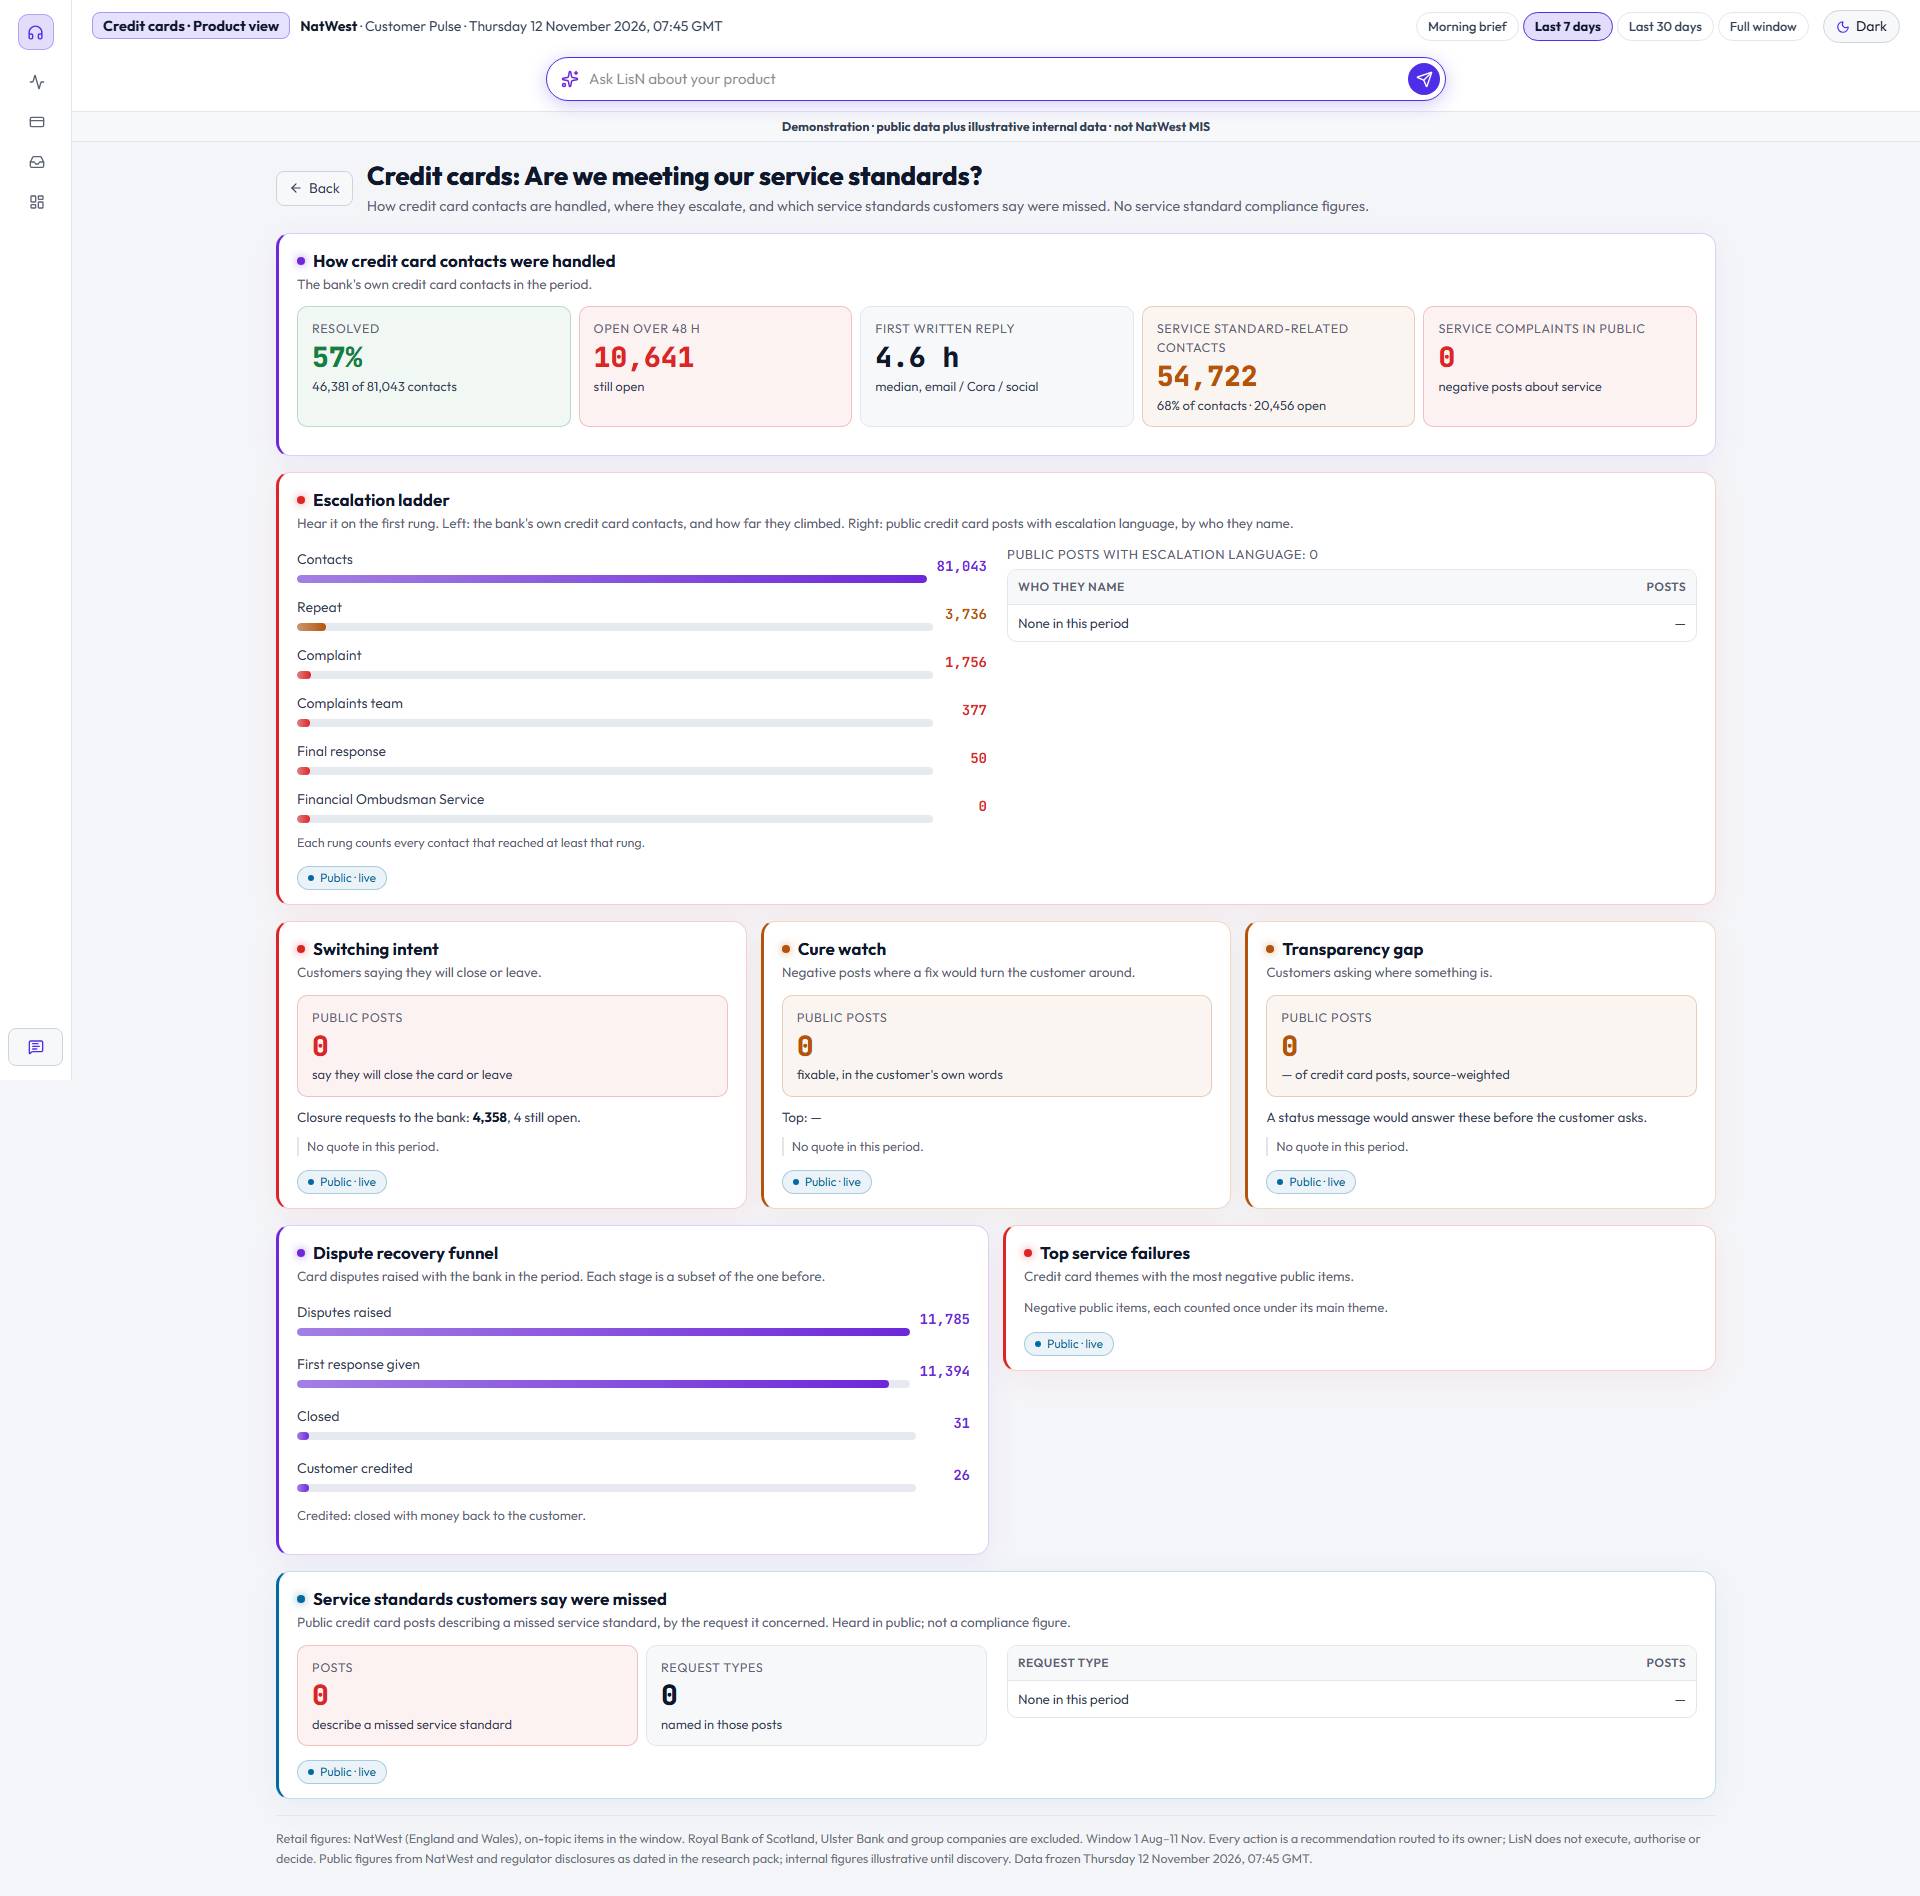 Credit cards · Product view
NatWest · Customer Pulse · Thursday 12 November 2026, 07:45 GMT
Morning brief
Last 7 days
Last 30 days
Full window
Dark
Ask LisN about your product
Demonstration · public data plus illustrative internal data · not NatWest MIS
Back
Credit cards: Are we meeting our service standards?
How credit card contacts are handled, where they escalate, and which service standards customers say were missed. No service standard compliance figures.
How credit card contacts were handled
The bank's own credit card contacts in the period.
RESOLVED
57%
46,381 of 81,043 contacts
OPEN OVER 48 H
10,641
still open
FIRST WRITTEN REPLY
4.6 h
median, email / Cora / social
SERVICE STANDARD-RELATED
CONTACTS
54,722
68% of contacts · 20,456 open
SERVICE COMPLAINTS IN PUBLIC
0
negative posts about service
Escalation ladder
Hear it on the first rung. Left: the bank's own credit card contacts, and how far they climbed. Right: public credit card posts with escalation language, by who they name.
Contacts
81,043
Repeat
3,736
Complaint
1,756
Complaints team
377
Final response
50
Financial Ombudsman Service
0
Each rung counts every contact that reached at least that rung.
Public · live
PUBLIC POSTS WITH ESCALATION LANGUAGE: 0
WHO THEY NAME POSTS
None in this period —
Switching intent
Customers saying they will close or leave.
PUBLIC POSTS
0
say they will close the card or leave
Closure requests to the bank: 4,358, 4 still open.
No quote in this period.
Public · live
Cure watch
Negative posts where a fix would turn the customer around.
PUBLIC POSTS
0
fixable, in the customer's own words
Top: —
No quote in this period.
Public · live
Transparency gap
Customers asking where something is.
PUBLIC POSTS
0
— of credit card posts, source-weighted
A status message would answer these before the customer asks.
No quote in this period.
Public · live
Dispute recovery funnel
Card disputes raised with the bank in the period. Each stage is a subset of the one before.
Disputes raised
11,785
First response given
11,394
Closed
31
Customer credited
26
Credited: closed with money back to the customer.
Top service failures
Credit card themes with the most negative public items.
Negative public items, each counted once under its main theme.
Public · live
Service standards customers say were missed
Public credit card posts describing a missed service standard, by the request it concerned. Heard in public; not a compliance figure.
POSTS
0
describe a missed service standard
REQUEST TYPES
0
named in those posts
REQUEST TYPE POSTS
None in this period —
Public · live
Retail figures: NatWest (England and Wales), on-topic items in the window. Royal Bank of Scotland, Ulster Bank and group companies are excluded. Window 1 Aug–11 Nov. Every action is a recommendation routed to its owner; LisN does not execute, authorise or
decide. Public figures from NatWest and regulator disclosures as dated in the research pack; internal figures illustrative until discovery. Data frozen Thursday 12 November 2026, 07:45 GMT.